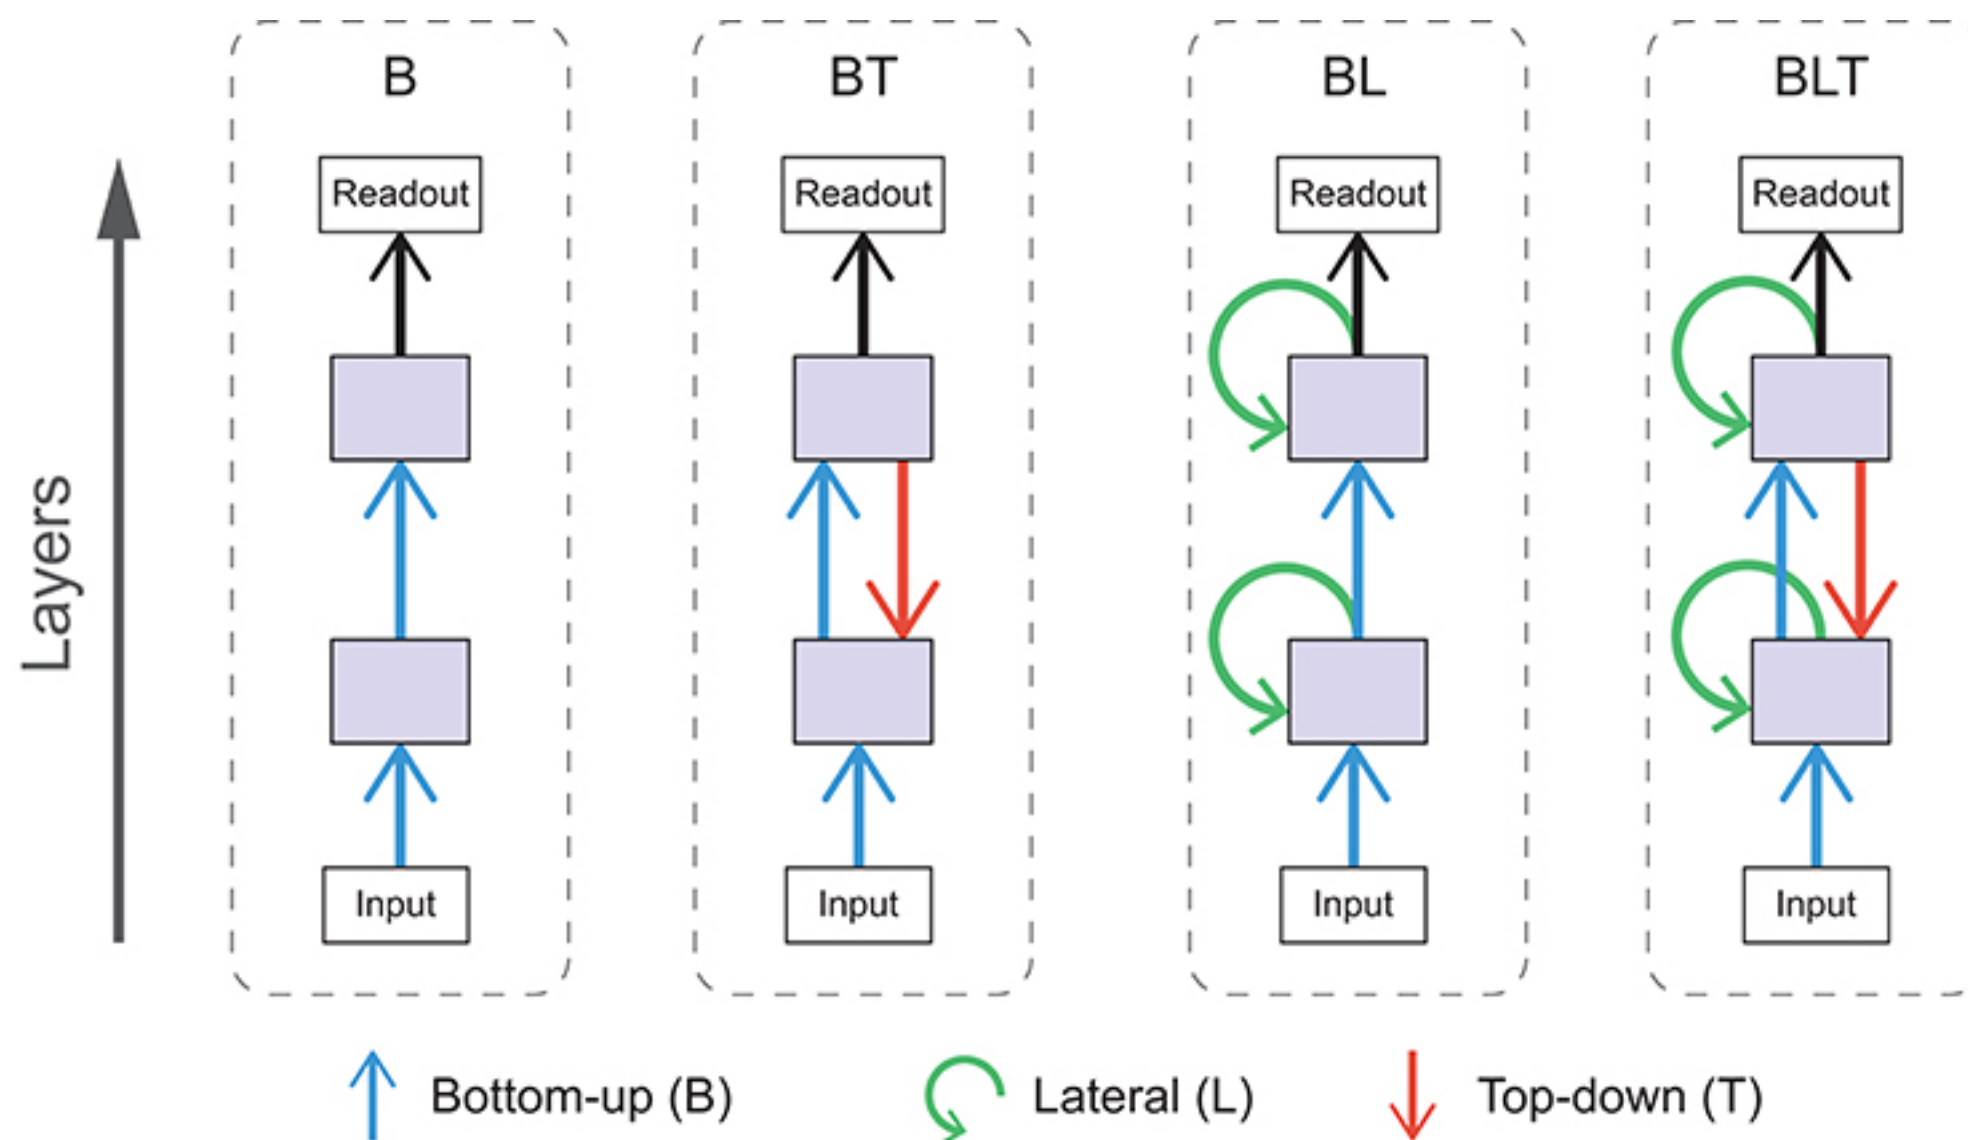 B
BT
BL
BLT
Readout
Readout
Readout
Readout
Layers
Input
Input
Input
Input
Bottom-up (B)
Lateral (L)
Top-down (T)